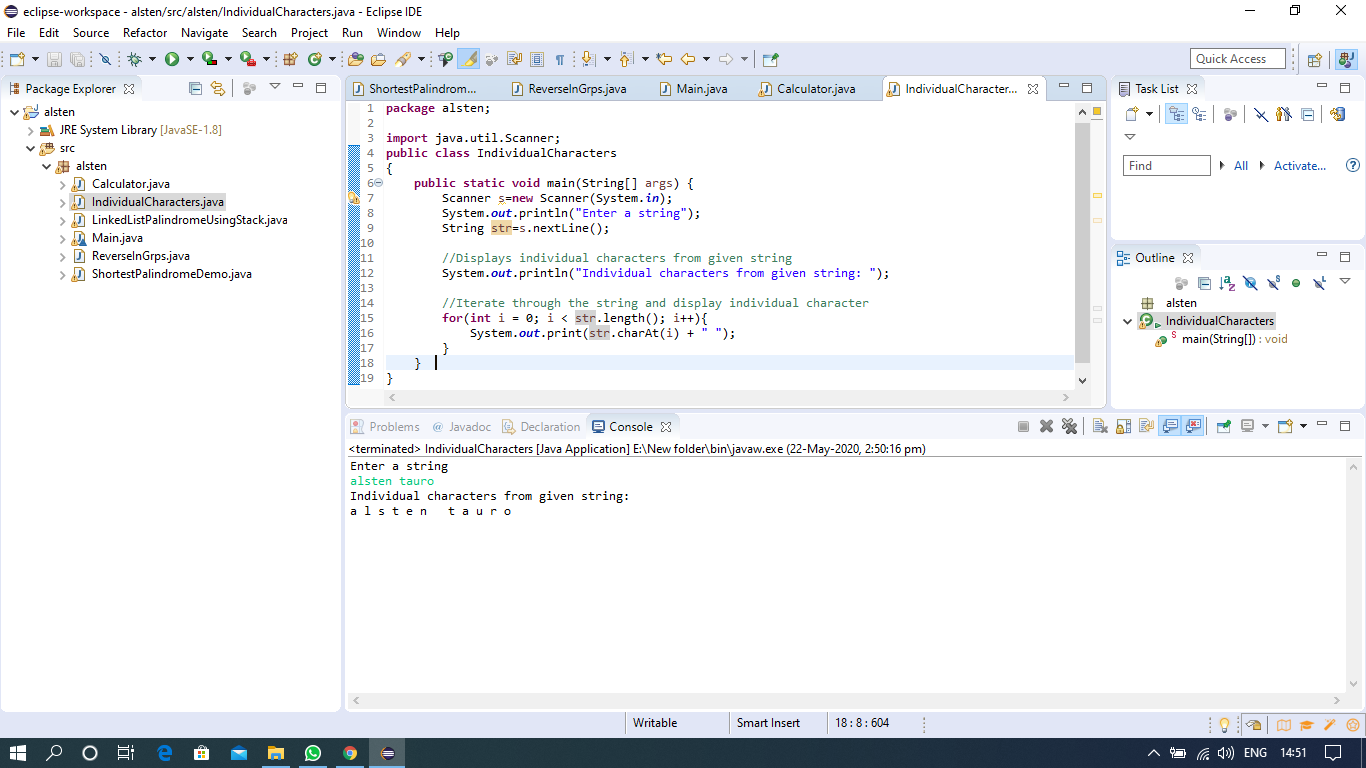 eclipse-workspace - alsten/src/alsten/IndividualCharacters.java - Eclipse IDE
File Edit Source Refactor Navigate Search Project Run Window Help
Quick Access
Package Explorer
alsten
JRE System Library [JavaSE-1.8]
src
alsten
Calculator.java
IndividualCharacters.java
LinkedListPalindromeUsingStack.java
Main.java
ReverseInGrps.java
ShortestPalindromeDemo.java
ShortestPalindrom... ReverseInGrps.java Main.java Calculator.java IndividualCharacter...
1 package alsten;
2
3 import java.util.Scanner;
4 public class IndividualCharacters
5 {
6 public static void main(String[] args) {
7 Scanner s=new Scanner(System.in);
8 System.out.println("Enter a string");
9 String str=s.nextLine();
10
11 //Displays individual characters from given string
12 System.out.println("Individual characters from given string: ");
13
14 //Iterate through the string and display individual character
15 for(int i = 0; i < str.length(); i++){
16 System.out.print(str.charAt(i) + " ");
17 }
18 }
19 }
Task List
Find All Activate...
Outline
alsten
IndividualCharacters
main(String[]) : void
Problems @ Javadoc Declaration Console
<terminated> IndividualCharacters [Java Application] E:\New folder\bin\javaw.exe (22-May-2020, 2:50:16 pm)
Enter a string
alsten tauro
Individual characters from given string:
a l s t e n   t a u r o
Writable Smart Insert 18 : 8 : 604
ENG 14:51